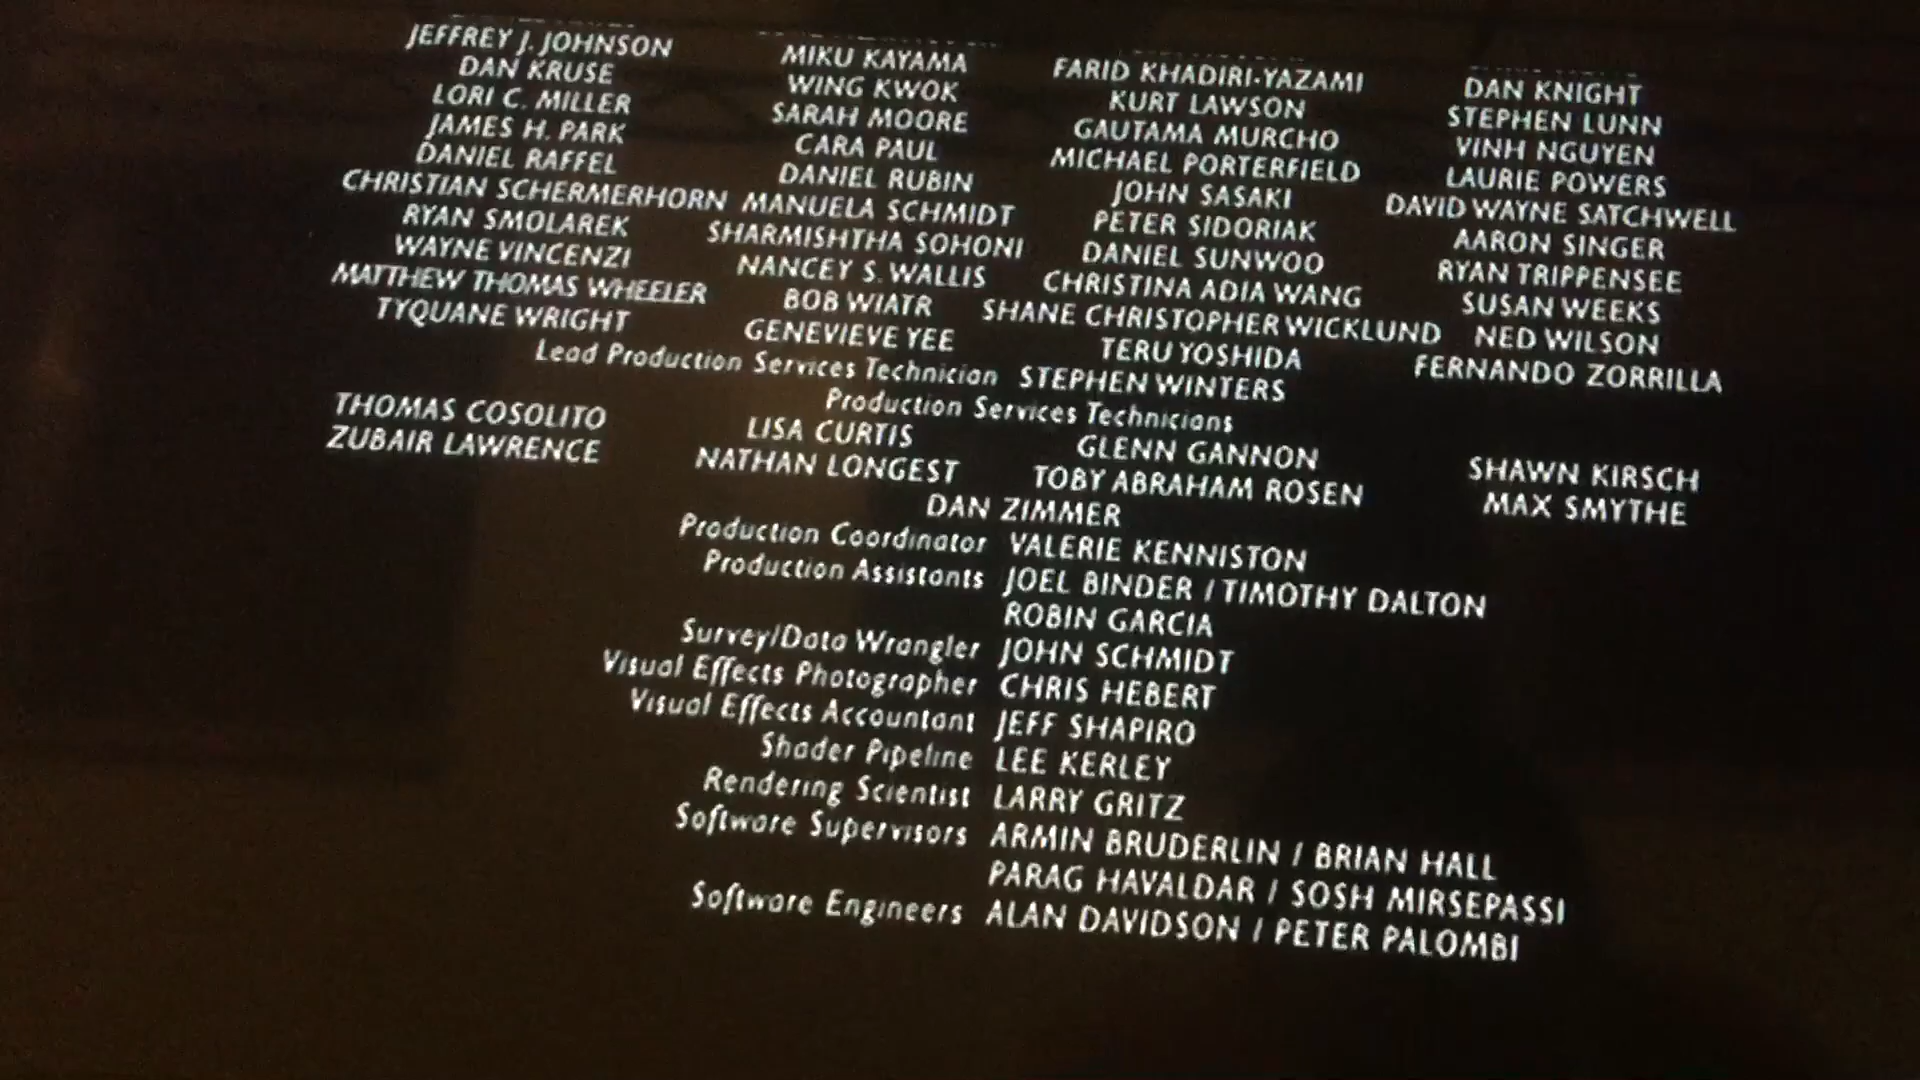 JEFFREY J. JOHNSON MIKU KAYAMA FARID KHADIRI-YAZAMI DAN KNIGHT
DAN KRUSE WING KWOK KURT LAWSON STEPHEN LUNN
LORI C. MILLER SARAH MOORE GAUTAMA MURCHO VINH NGUYEN
JAMES H. PARK CARA PAUL MICHAEL PORTERFIELD LAURIE POWERS
DANIEL RAFFEL DANIEL RUBIN JOHN SASAKI DAVID WAYNE SATCHWELL
CHRISTIAN SCHERMERHORN MANUELA SCHMIDT PETER SIDORIAK AARON SINGER
RYAN SMOLAREK SHARMISHTHA SOHONI DANIEL SUNWOO RYAN TRIPPENSEE
WAYNE VINCENZI NANCEY S. WALLIS CHRISTINA ADIA WANG SUSAN WEEKS
MATTHEW THOMAS WHEELER BOB WIATR SHANE CHRISTOPHER WICKLUND NED WILSON
TYQUANE WRIGHT GENEVIEVE YEE TERU YOSHIDA FERNANDO ZORRILLA
Lead Production Services Technician STEPHEN WINTERS
Production Services Technicians
THOMAS COSOLITO LISA CURTIS GLENN GANNON SHAWN KIRSCH
ZUBAIR LAWRENCE NATHAN LONGEST TOBY ABRAHAM ROSEN MAX SMYTHE
DAN ZIMMER
Production Coordinator VALERIE KENNISTON
Production Assistants JOEL BINDER / TIMOTHY DALTON
ROBIN GARCIA
Survey/Data Wrangler JOHN SCHMIDT
Visual Effects Photographer CHRIS HEBERT
Visual Effects Accountant JEFF SHAPIRO
Shader Pipeline LEE KERLEY
Rendering Scientist LARRY GRITZ
Software Supervisors ARMIN BRUDERLIN / BRIAN HALL
PARAG HAVALDAR / SOSH MIRSEPASSI
Software Engineers ALAN DAVIDSON / PETER PALOMBI